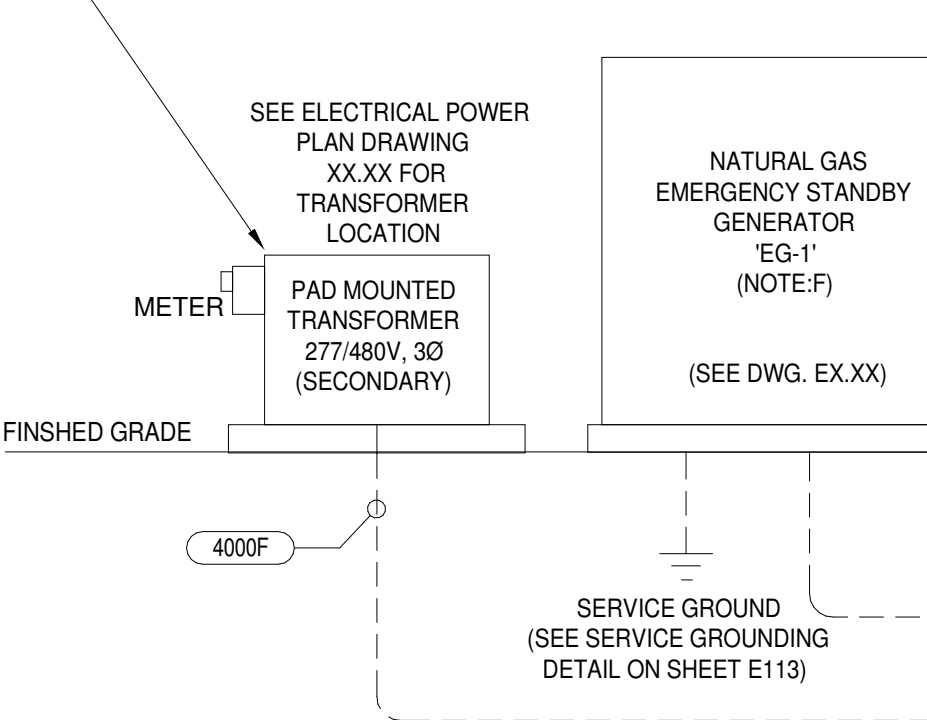 SEE ELECTRICAL POWER
PLAN DRAWING
XX.XX FOR
TRANSFORMER
LOCATION
METER
PAD MOUNTED
TRANSFORMER
277/480V, 3Ø
(SECONDARY)
NATURAL GAS
EMERGENCY STANDBY
GENERATOR
'EG-1'
(NOTE:F)
(SEE DWG. EX.XX)
FINSHED GRADE
4000F
SERVICE GROUND
(SEE SERVICE GROUNDING
DETAIL ON SHEET E113)